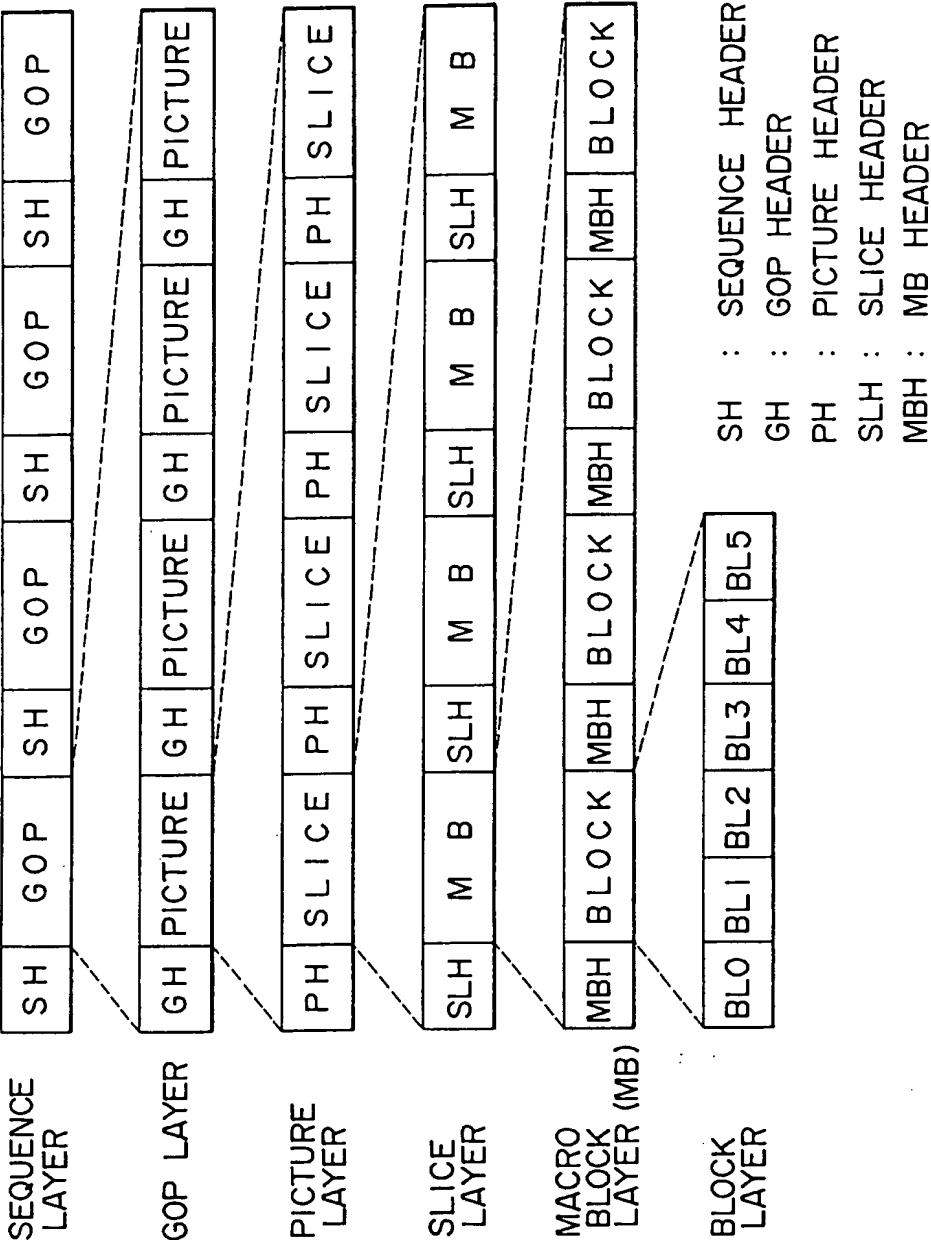 SEQUENCE
LAYER
SH GOP SH GOP SH GOP SH GOP
GOP LAYER
GH PICTURE GH PICTURE GH PICTURE GH PICTURE
PICTURE
LAYER
PH SLICE PH SLICE PH SLICE PH SLICE
SLICE
LAYER
SLH M B SLH M B SLH M B SLH M B
MACRO
BLOCK
LAYER (MB)
MBH BLOCK MBH BLOCK MBH BLOCK MBH BLOCK
BLOCK
LAYER
BL0 BL1 BL2 BL3 BL4 BL5
SH : SEQUENCE HEADER
GH : GOP HEADER
PH : PICTURE HEADER
SLH : SLICE HEADER
MBH : MB HEADER